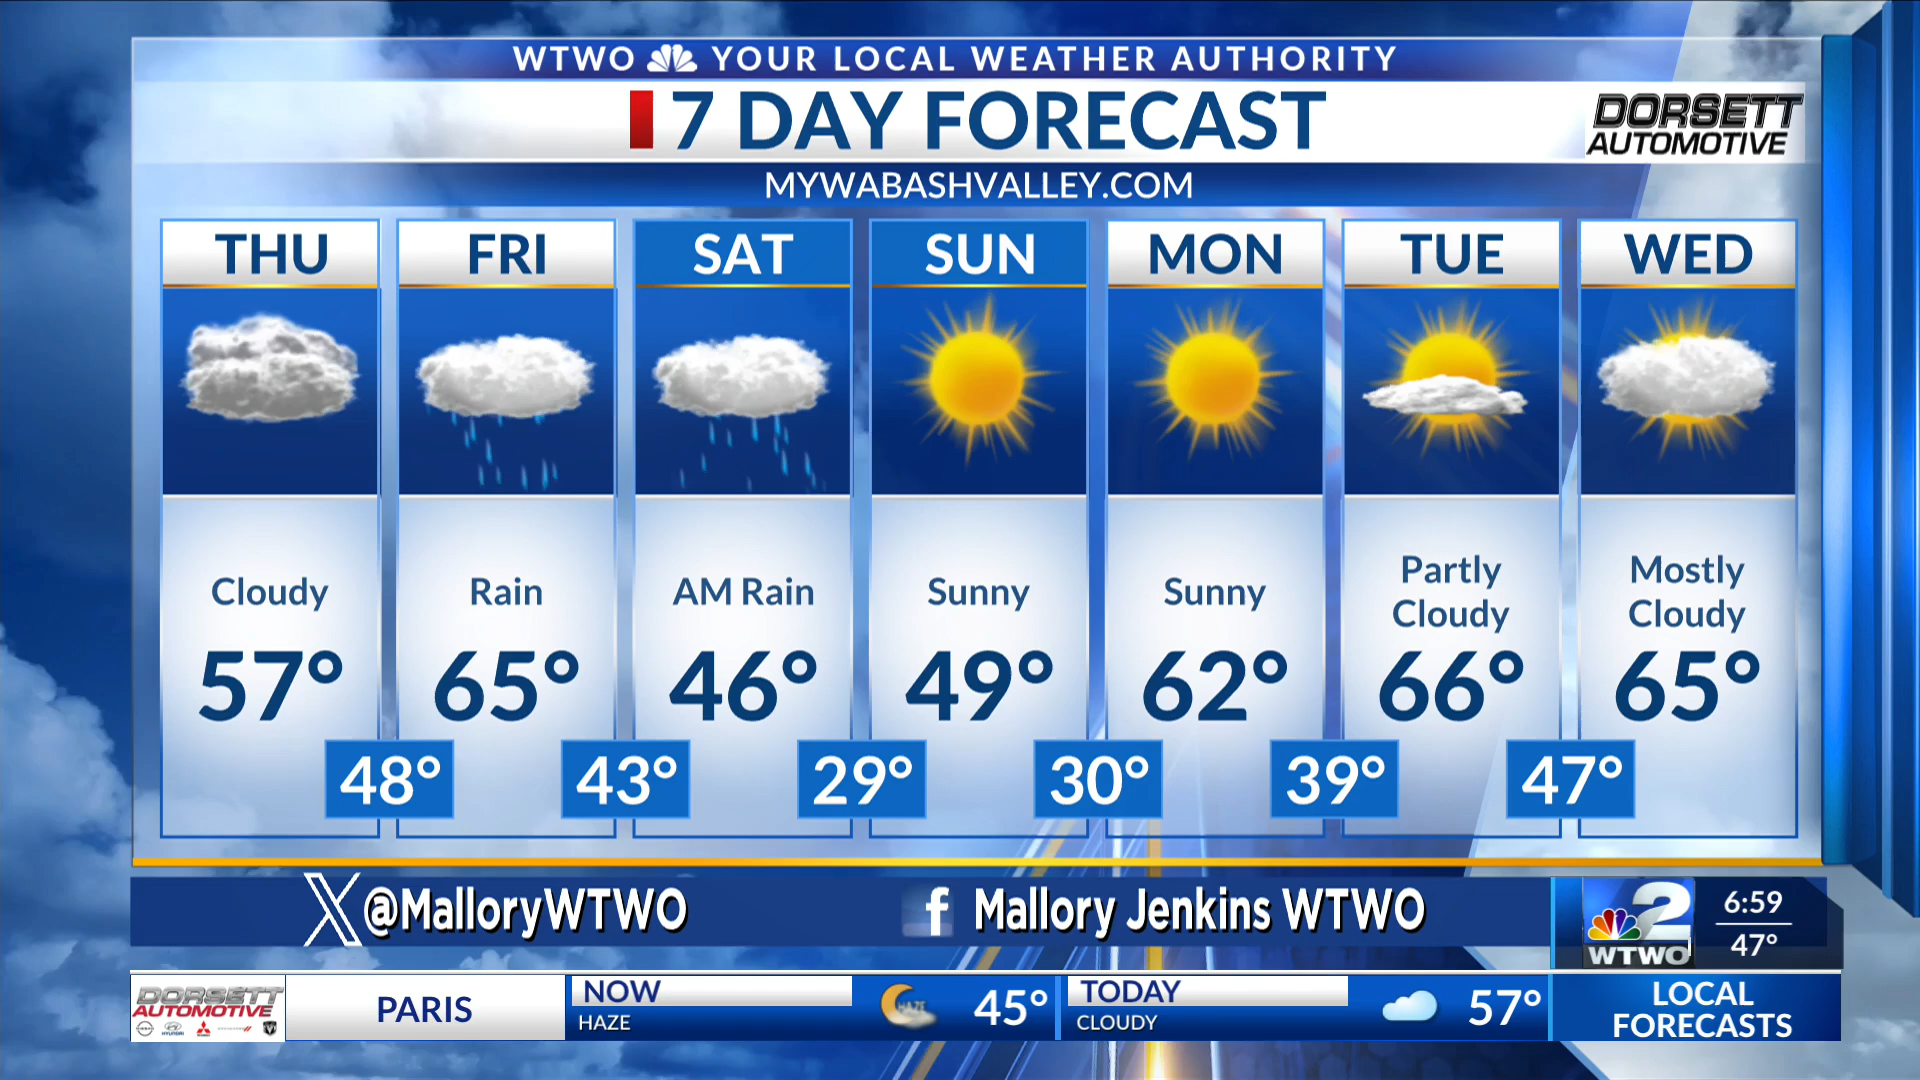 WTWO YOUR LOCAL WEATHER AUTHORITY
7 DAY FORECAST
DORSETT
AUTOMOTIVE
MYWABASHVALLEY.COM
THU
FRI
SAT
SUN
MON
TUE
WED
Cloudy
Rain
AM Rain
Sunny
Sunny
Partly
Cloudy
Mostly
Cloudy
57°
65°
46°
49°
62°
66°
65°
48°
43°
29°
30°
39°
47°
@MalloryWTWO
f Mallory Jenkins WTWO
2
WTWO
6:59
47°
DORSETT
AUTOMOTIVE
HYUNDAI
PARIS
NOW
HAZE
HAZE
45°
TODAY
CLOUDY
57°
LOCAL
FORECASTS